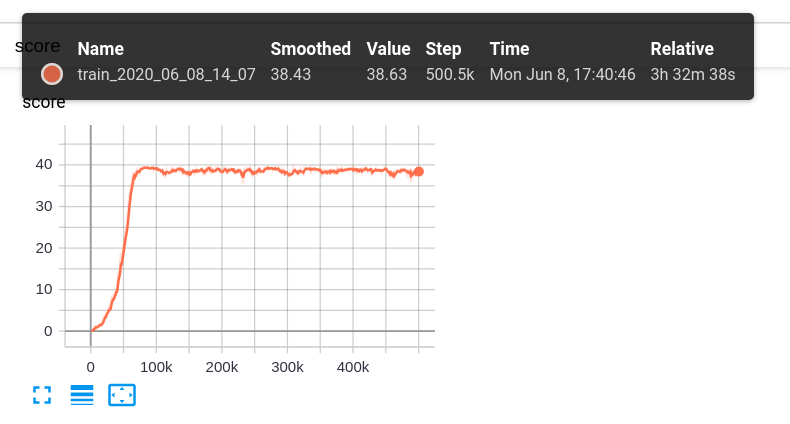 score
Name Smoothed Value Step Time Relative
train_2020_06_08_14_07 38.43 38.63 500.5k Mon Jun 8, 17:40:46 3h 32m 38s
score
40
30
20
10
0
0 100k 200k 300k 400k